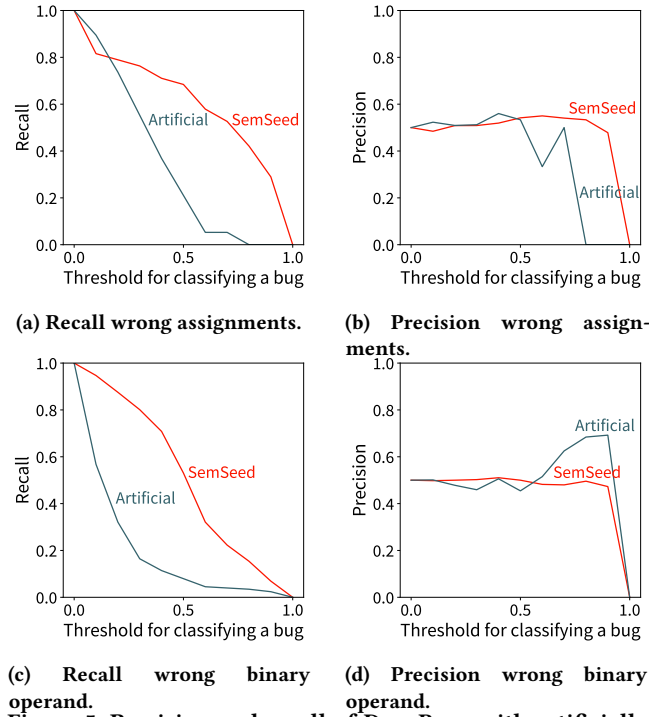 1.0
0.8
0.6
0.4
0.2
0.0
Recall
Artificial
SemSeed
0.0 0.5 1.0
Threshold for classifying a bug
(a) Recall wrong assignments.
1.0
0.8
0.6
0.4
0.2
0.0
Precision
SemSeed
Artificial
0.0 0.5 1.0
Threshold for classifying a bug
(b) Precision wrong assign-
ments.
1.0
0.8
0.6
0.4
0.2
0.0
Recall
SemSeed
Artificial
0.0 0.5 1.0
Threshold for classifying a bug
(c) Recall wrong binary
operand.
1.0
0.8
0.6
0.4
0.2
0.0
Precision
Artificial
SemSeed
0.0 0.5 1.0
Threshold for classifying a bug
(d) Precision wrong binary
operand.